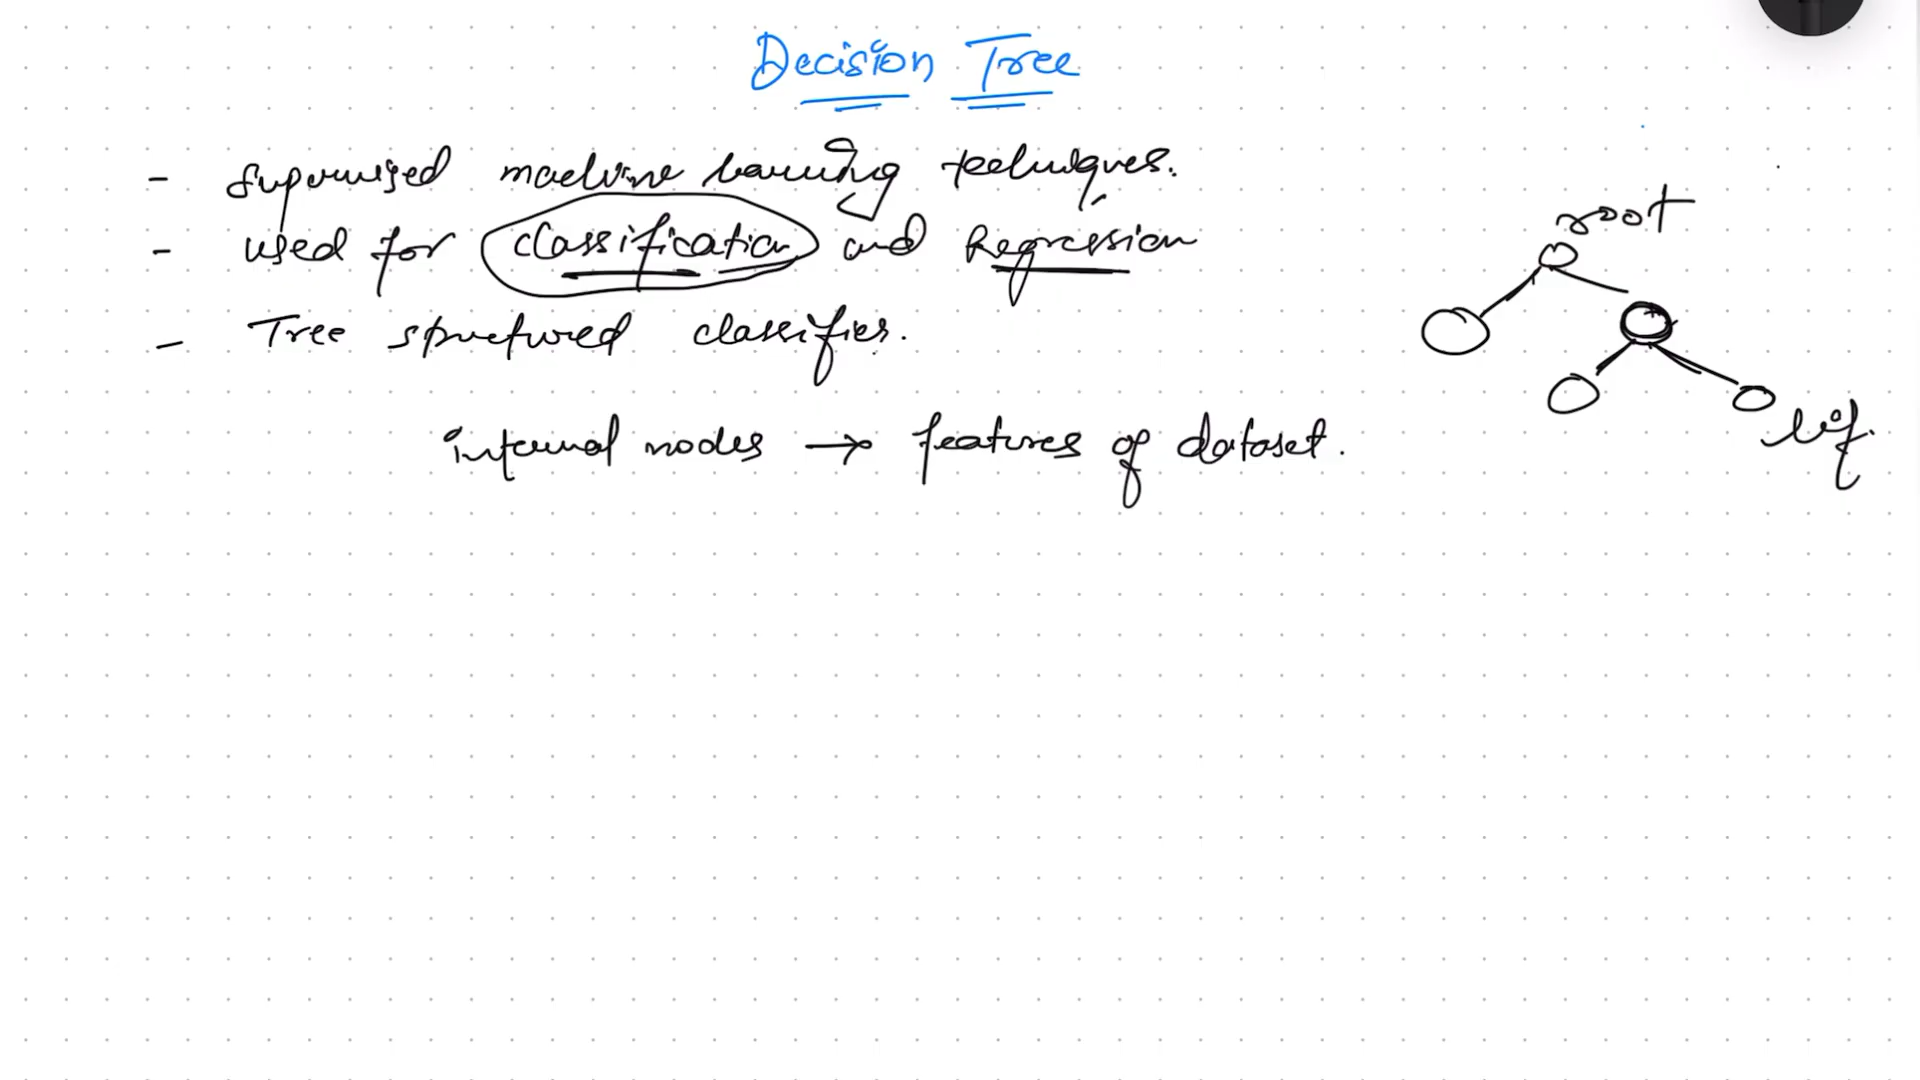 Decision Tree
- Supervised machine learning techniques.
- used for classification and Regression
- Tree structured classifier.
internal nodes → features of dataset.
root
lef.